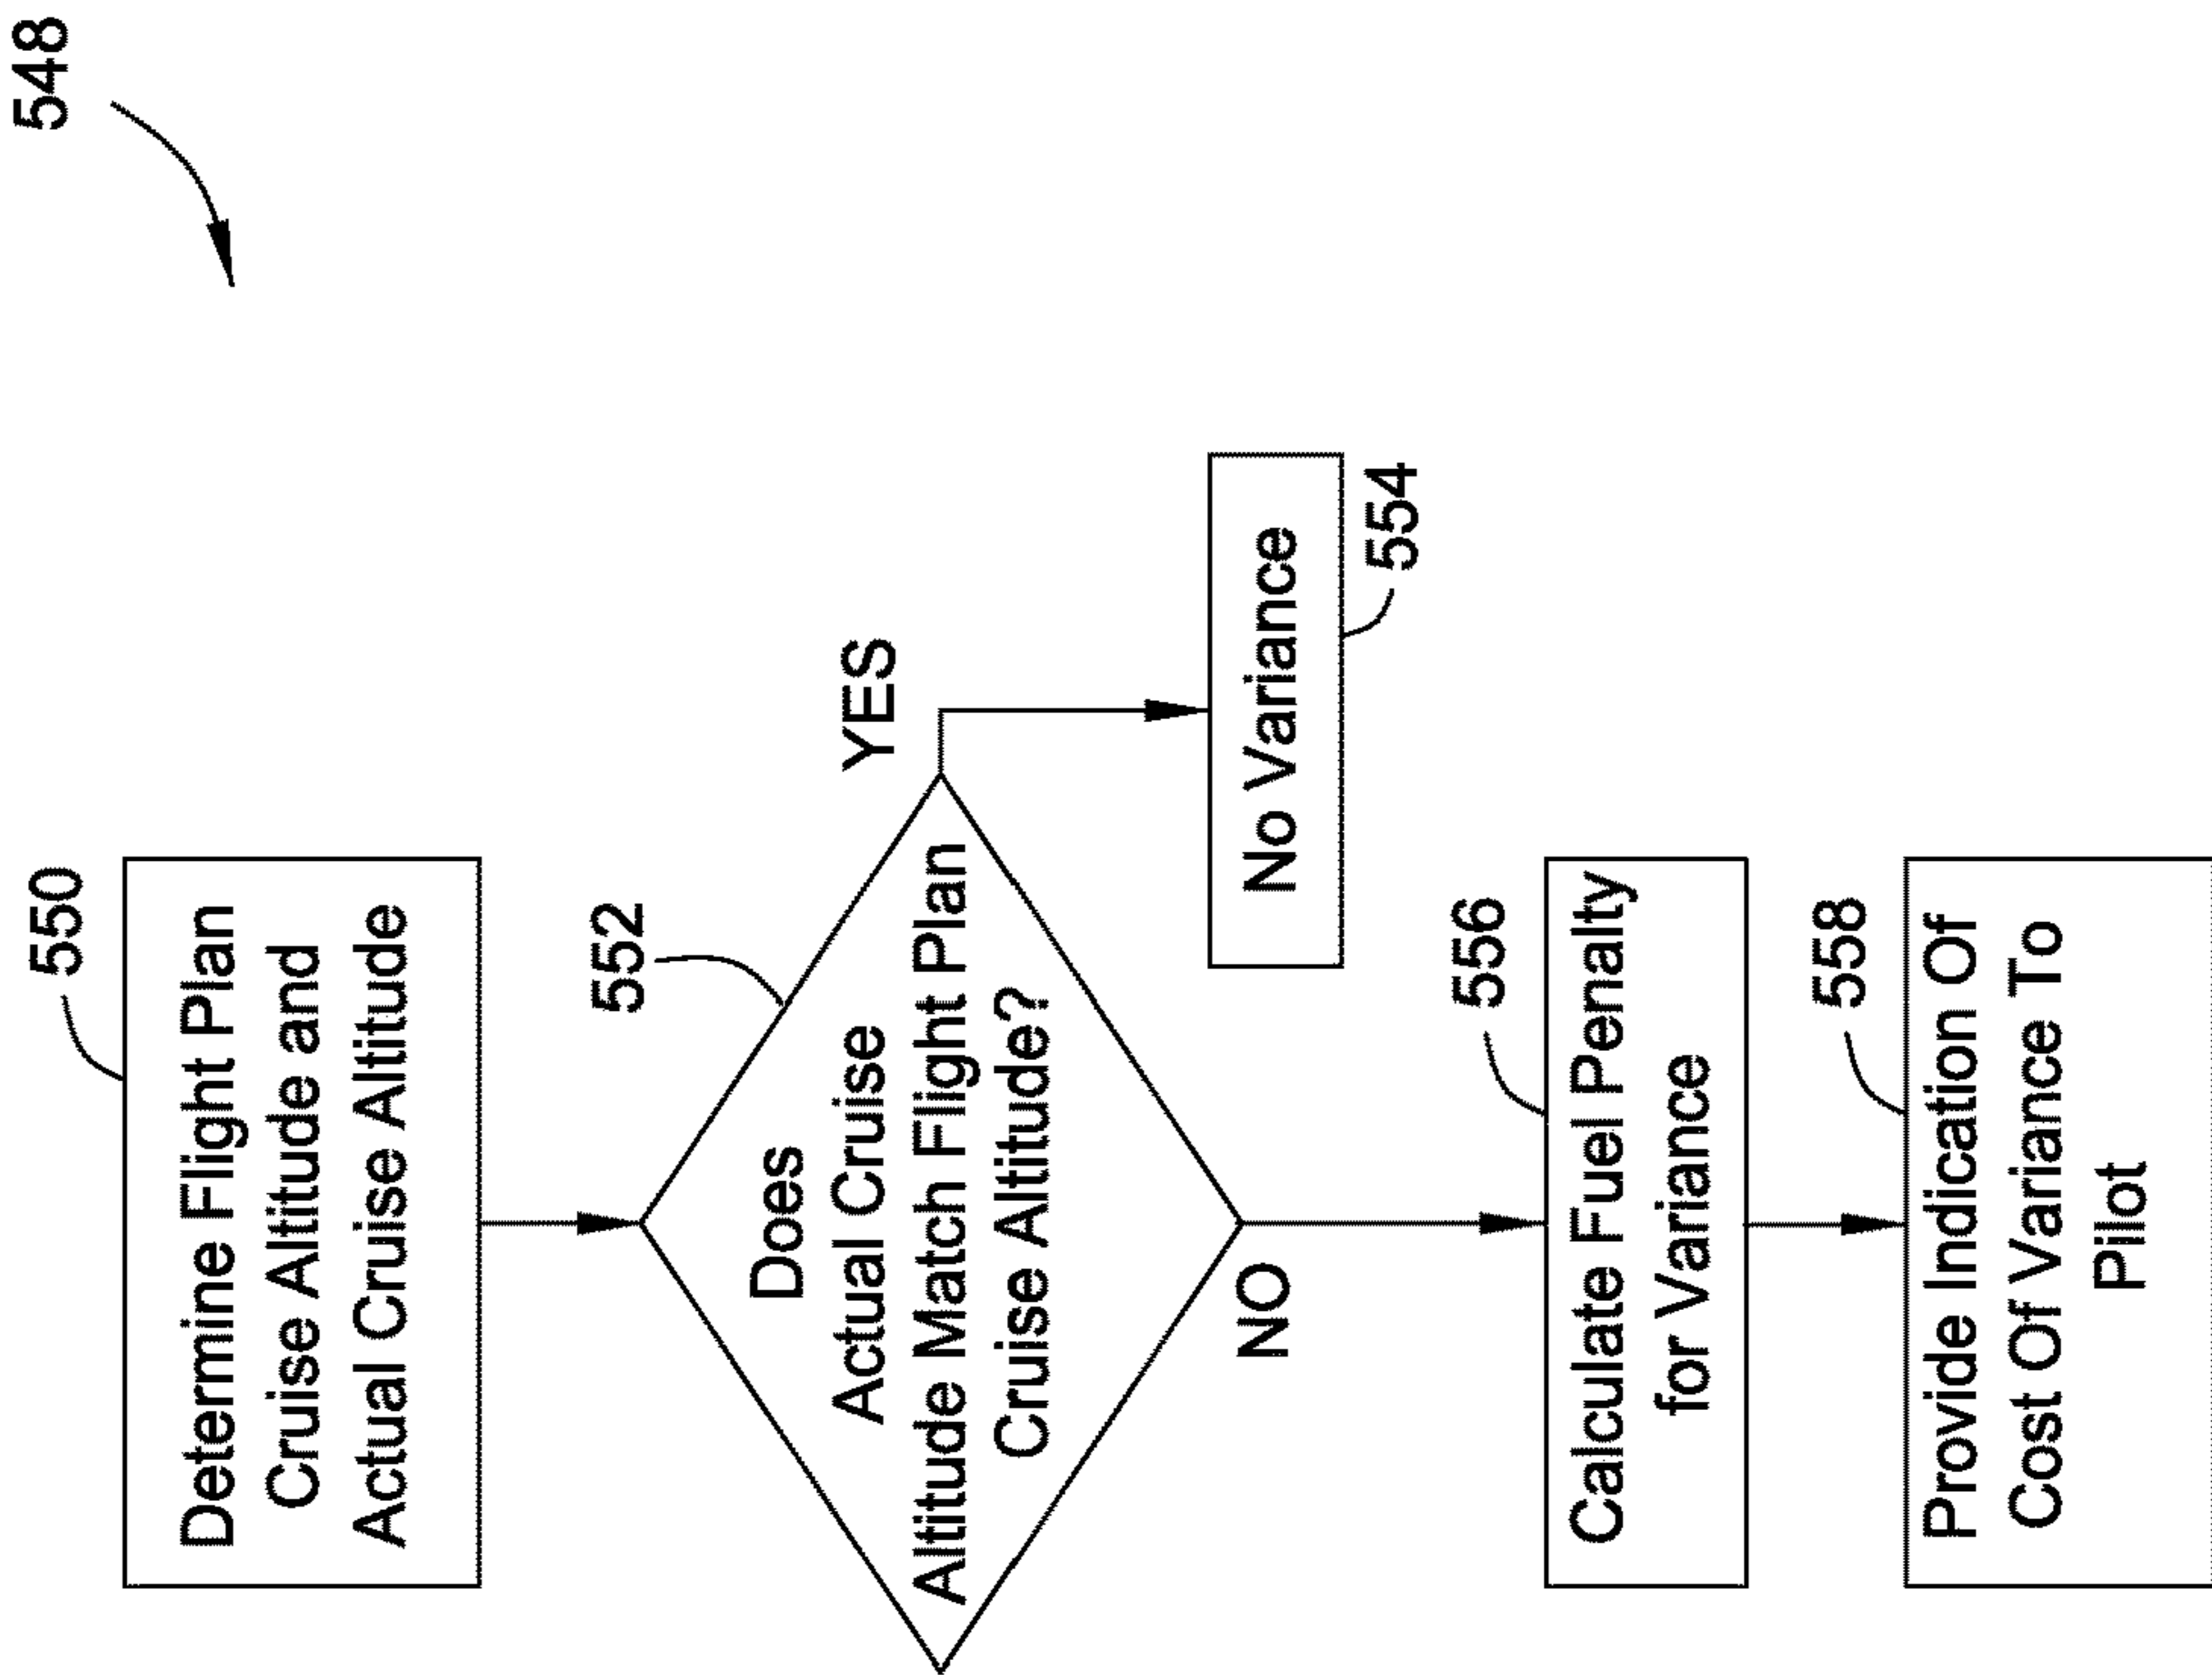 548
550
Determine Flight Plan
Cruise Altitude and
Actual Cruise Altitude
552
Does
Actual Cruise
Altitude Match Flight Plan
Cruise Altitude?
YES
No Variance
554
NO
556
Calculate Fuel Penalty
for Variance
558
Provide Indication Of
Cost Of Variance To
Pilot